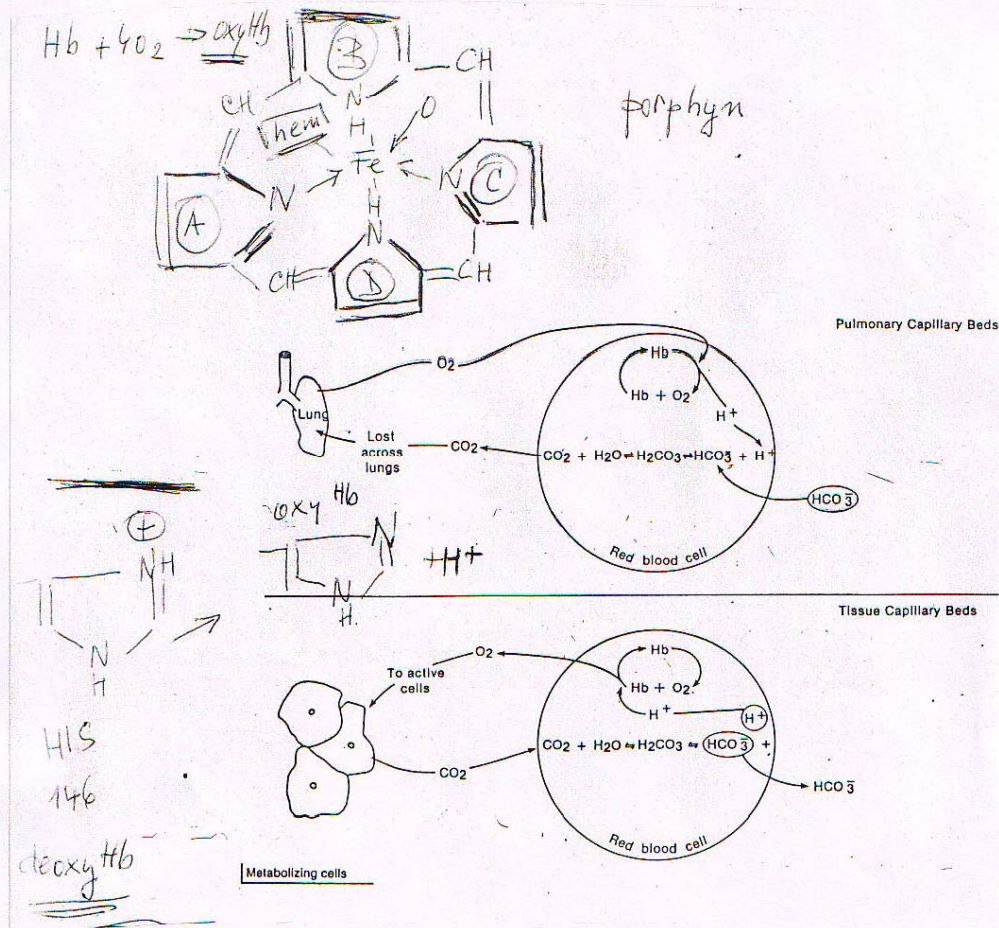 Hb + 4O2 → oxyHb
B
CH
CH
N
H
O
hem
porphyn
Fe
N
C
A
N
H
N
CH
D
CH
Pulmonary Capillary Beds
O2
Hb
Hb + O2
H+
Lung
Lost
across
lungs
CO2
CO2 + H2O ⇌ H2CO3 ⇌ HCO3̄ + H+
HCO3̄
Red blood cell
oxy Hb
N
+H+
N
H
+
NH
N
H
HIS
146
deoxy Hb
Tissue Capillary Beds
O2
Hb
To active
cells
Hb + O2
H+
H+
CO2 + H2O ⇌ H2CO3 ⇌ HCO3̄ +
CO2
HCO3̄
Red blood cell
Metabolizing cells